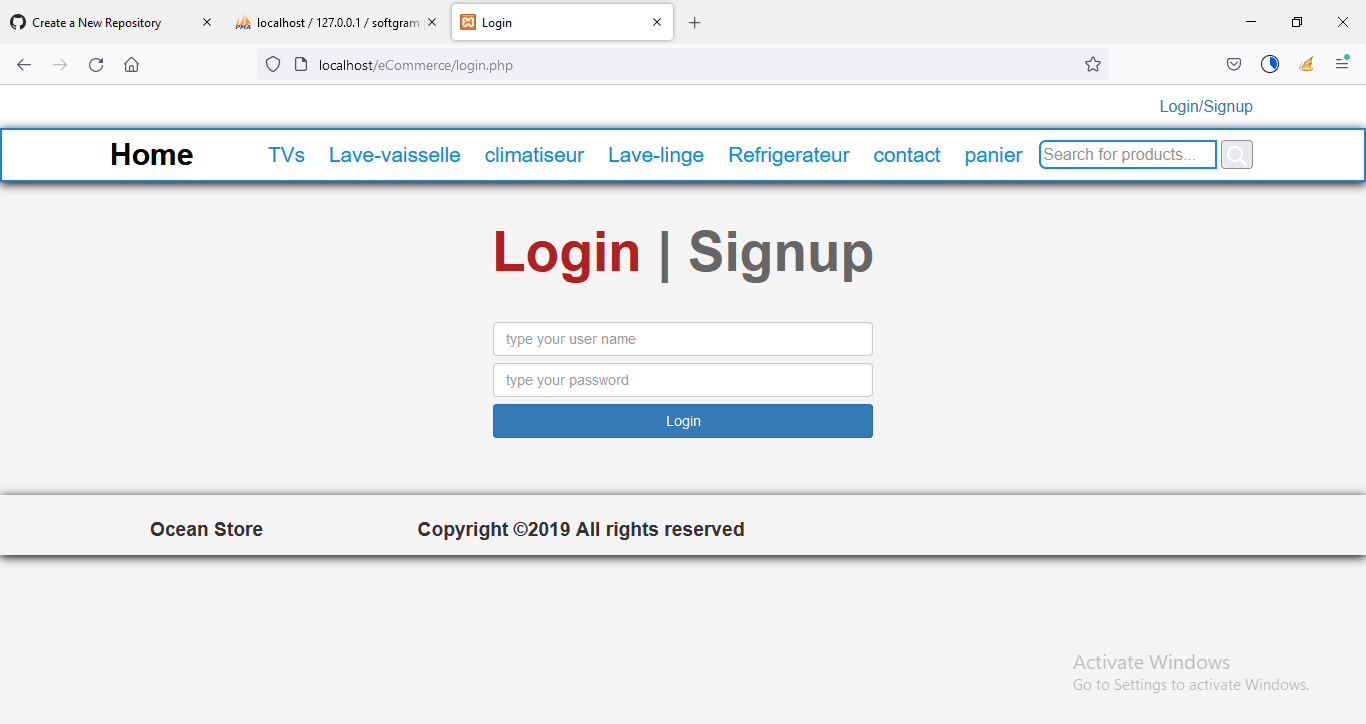 Create a New Repository
localhost / 127.0.0.1 / softgram
Login
localhost/eCommerce/login.php
Login/Signup
Home TVs Lave-vaisselle climatiseur Lave-linge Refrigerateur contact panier Search for products...
Login | Signup
type your user name
type your password
Login
Ocean Store Copyright ©2019 All rights reserved
Activate Windows
Go to Settings to activate Windows.